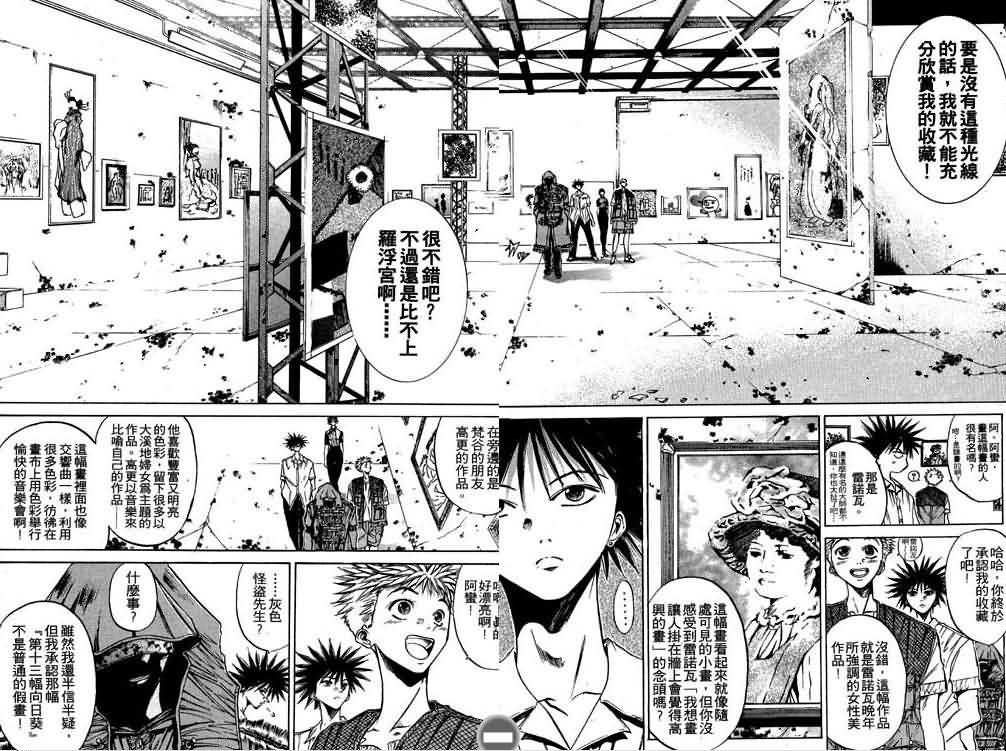 要是沒有這種光線
的話，我就不能充
分欣賞我的收藏！
很不錯吧？
不過還是比不上
羅浮宮啊……
阿．阿蠻
畫這幅畫的人
很有名嗎？
那是
雷諾瓦。
哈哈，你終於
承認我的收藏
了吧！
沒錯，這幅作品
就是雷諾瓦晚年
所強調的女性美
作品！
這幅畫看起來就像隨
處可見的小畫，但你沒
感受到雷諾瓦「我想畫
讓人掛在牆上會覺得高
興的畫」的念頭嗎？
……
在旁邊的是
梵谷的朋友
高更的作品。
他喜歡豐富又明亮
的色彩，留下很多以
大溪地婦女為主題的
作品。高更以音樂來
比喻自己的作品—
這幅畫裡面也像
交響曲一樣，利用
很多色彩，彷彿在
畫布上用色彩舉行
愉快的音樂會啊！
好漂亮啊！
阿蠻！
……灰色
怪盜先生？
什麼事？
雖然我還半信半疑，
但我承認那幅
『第十三幅向日葵』
不是普通的假畫！